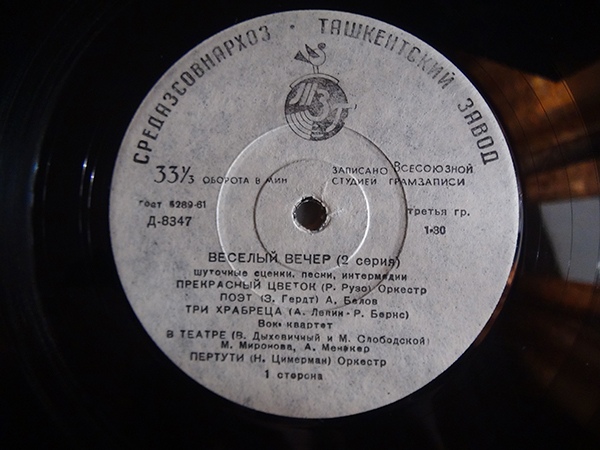 СРЕДАЗСОВНАРХОЗ · ТАШКЕНТСКИЙ ЗАВОД
ТЗГ
33⅓ ОБОРОТА В МИН
ЗАПИСАНО ВСЕСОЮЗНОЙ
СТУДИЕЙ ГРАМЗАПИСИ
гост 5289-61
Д-8347
третья гр.
1-30
ВЕСЕЛЫЙ ВЕЧЕР (2 серия)
шуточные сценки, песни, интермедии
ПРЕКРАСНЫЙ ЦВЕТОК (Р. Рузо) Оркестр
ПОЭТ (З. Гердт) А. Белов
ТРИ ХРАБРЕЦА (А. Лепин - Р. Бернс)
Вок. квартет
В ТЕАТРЕ (В. Дыховичный и М. Слободской)
М. Миронова, А. Менакер
ПЕРТУТИ (Н. Цимерман) Оркестр
1 сторона